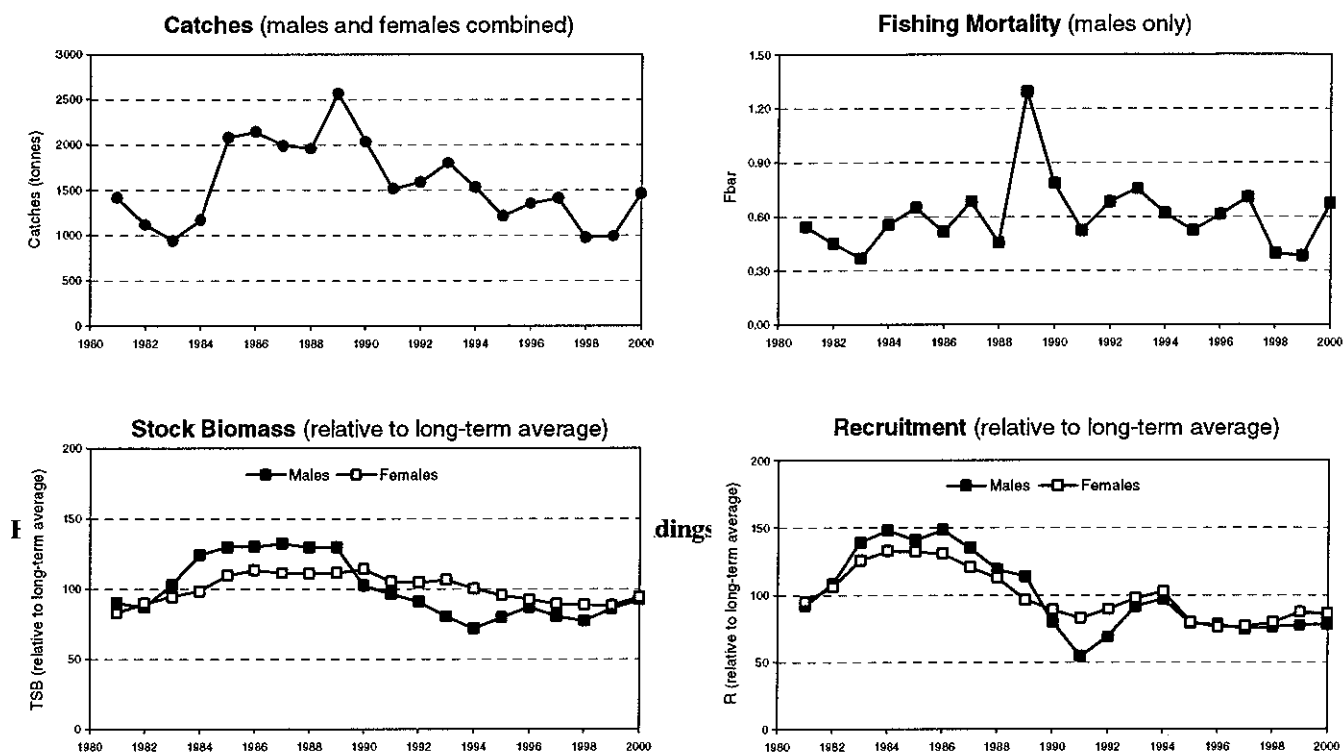 Catches (males and females combined)
3000
2500
2000
1500
1000
500
0
Catches (tonnes)
1980 1982 1984 1986 1988 1990 1992 1994 1996 1998 2000
Fishing Mortality (males only)
1.50
1.20
0.90
0.60
0.30
0.00
Fbar
1980 1982 1984 1986 1988 1990 1992 1994 1996 1998 2000
Stock Biomass (relative to long-term average)
200
150
100
50
0
TSB (relative to long-term average)
Males Females
1980 1982 1984 1986 1988 1990 1992 1994 1996 1998 2000
dings
Recruitment (relative to long-term average)
200
150
100
50
0
R (relative to long-term average)
Males Females
1980 1982 1984 1986 1988 1990 1992 1994 1996 1998 2000